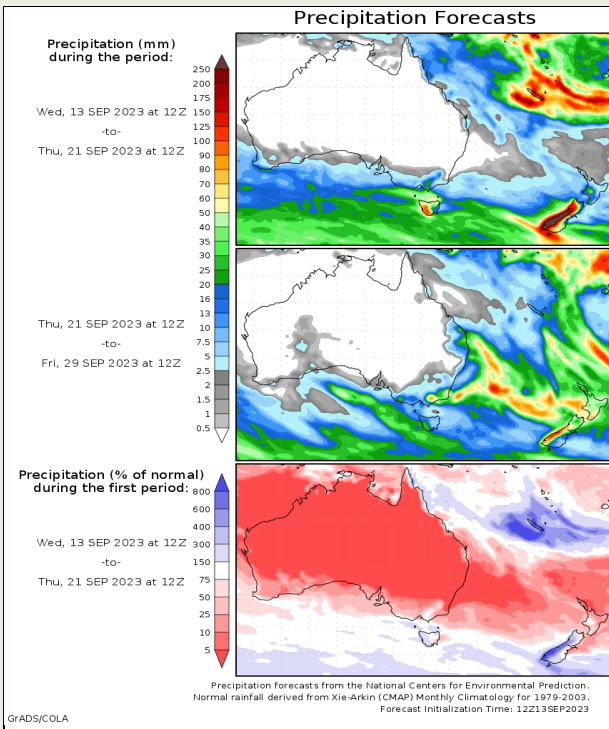 Precipitation Forecasts
Precipitation (mm)
during the period:
Wed, 13 SEP 2023 at 12Z
-to-
Thu, 21 SEP 2023 at 12Z
250
200
175
150
125
100
90
80
70
60
50
40
35
30
25
20
16
13
10
7.5
5
2.5
2
1.5
1
0.5
Thu, 21 SEP 2023 at 12Z
-to-
Fri, 29 SEP 2023 at 12Z
Precipitation (% of normal)
during the first period:
Wed, 13 SEP 2023 at 12Z
-to-
Thu, 21 SEP 2023 at 12Z
800
600
400
300
150
75
50
25
10
5
Precipitation forecasts from the National Centers for Environmental Prediction.
Normal rainfall derived from Xie-Arkin (CMAP) Monthly Climatology for 1979-2003.
Forecast Initialization Time: 12Z13SEP2023
GrADS/COLA